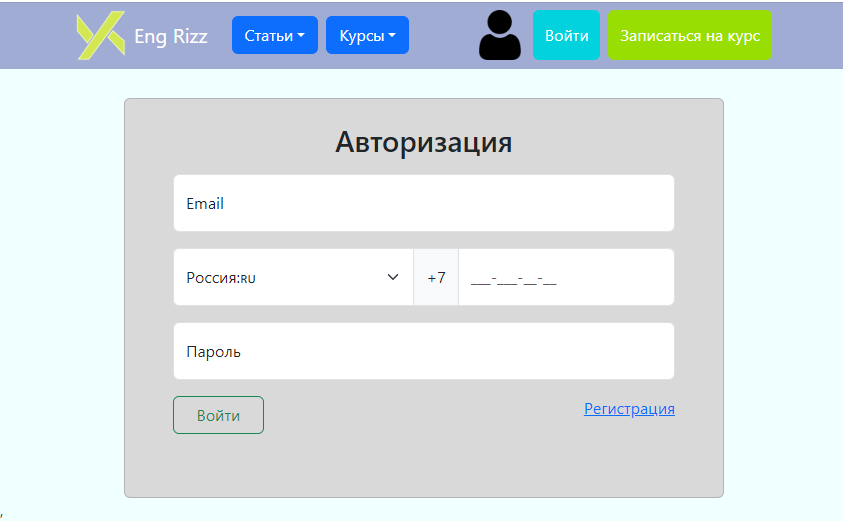 Eng Rizz Статьи Курсы Войти Записаться на курс
Авторизация
Email
Россия:RU +7 ___-___-__-__
Пароль
Войти Регистрация
,